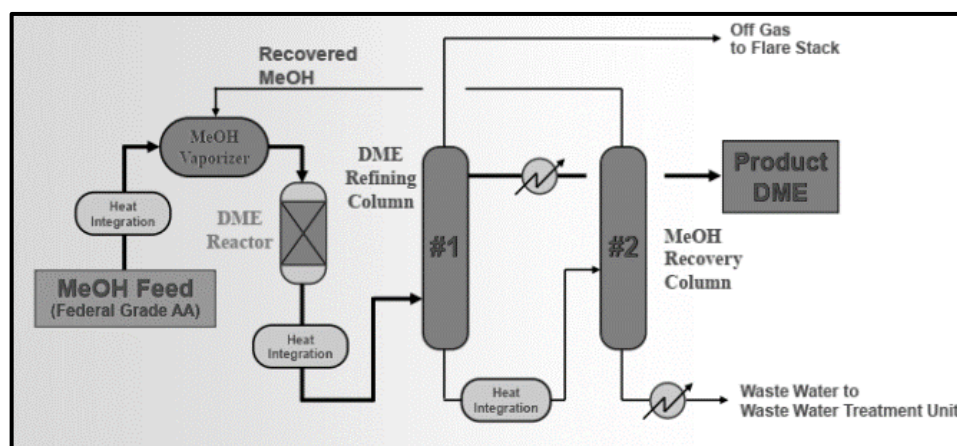 Off Gas
to Flare Stack
Recovered
MeOH
MeOH
Vaporizer
DME
Refining
Column
Product
DME
Heat
Integration
DME
Reactor
#1
#2
MeOH
Recovery
Column
MeOH Feed
(Federal Grade AA)
Heat
Integration
Heat
Integration
Waste Water to
Waste Water Treatment Unit